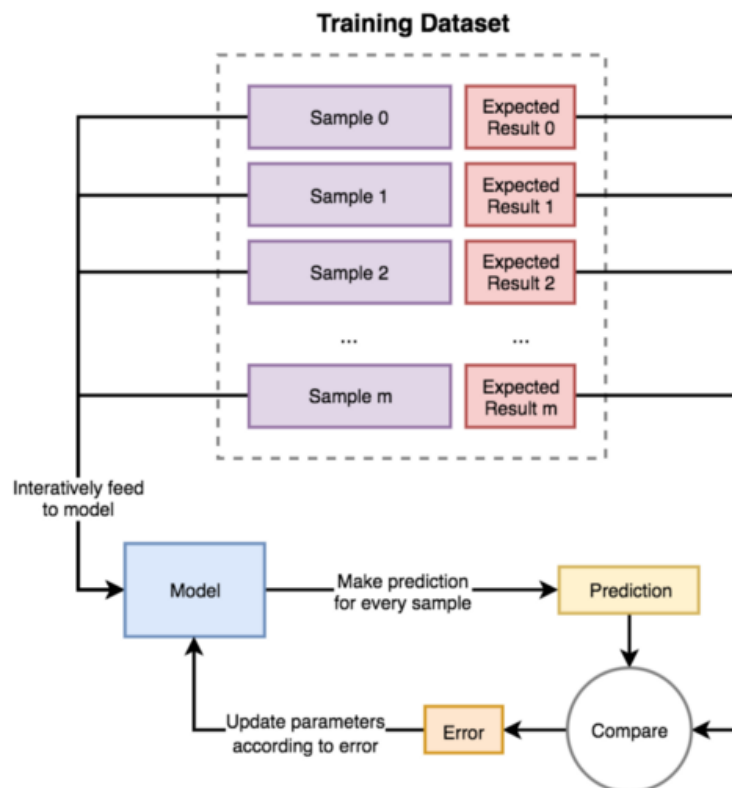 Training Dataset
Sample 0
Expected
Result 0
Sample 1
Expected
Result 1
Sample 2
Expected
Result 2
...
...
Sample m
Expected
Result m
Interatively feed
to model
Model
Make prediction
for every sample
Prediction
Update parameters
according to error
Error
Compare